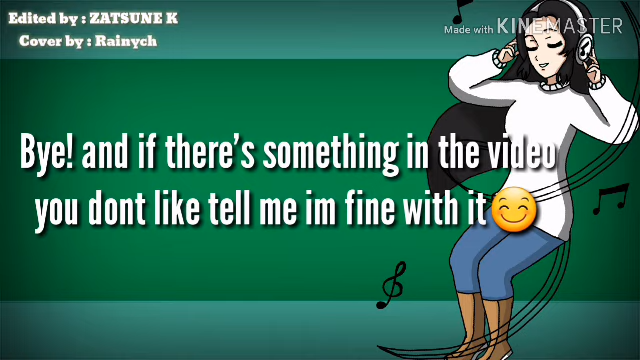 Edited by : ZATSUNE K
Cover by : Rainych
Made with KINEMASTER
Bye! and if there's something in the video
you dont like tell me im fine with it😊